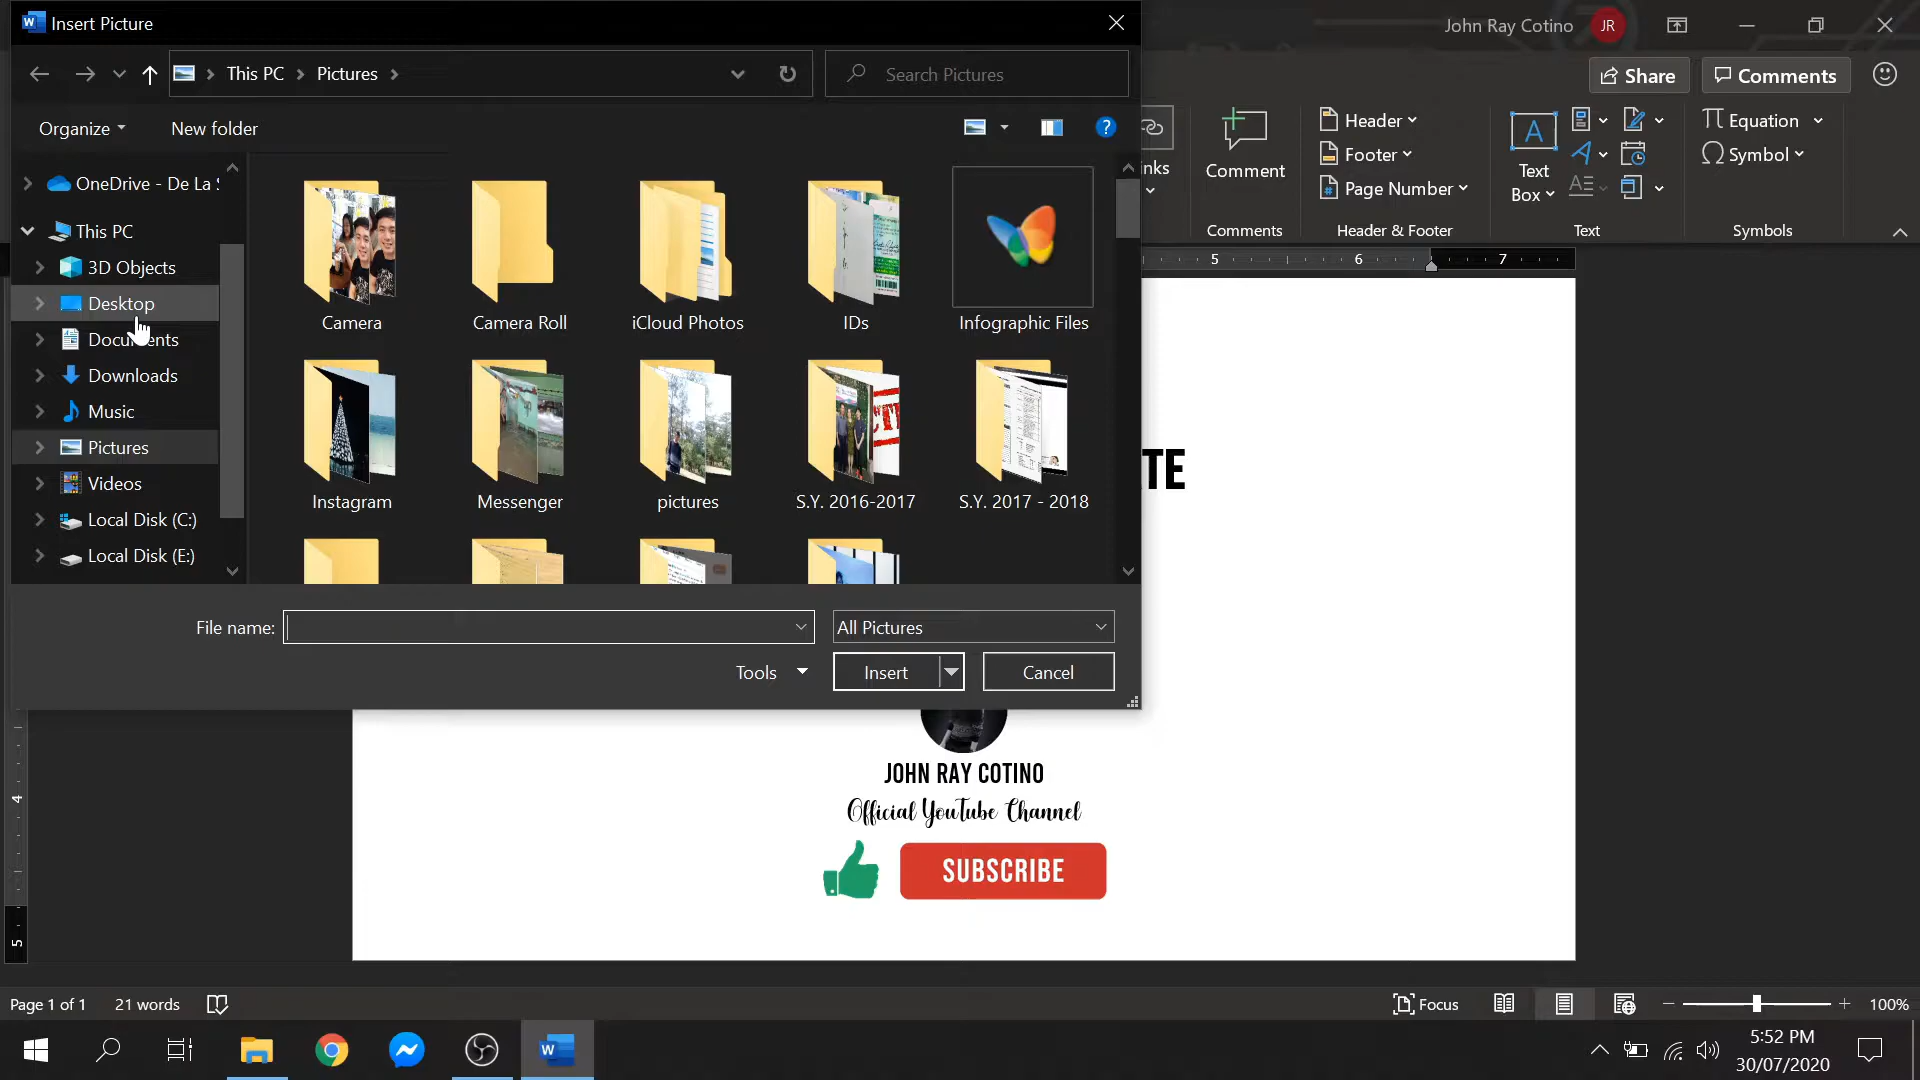 Insert Picture
John Ray Cotino
JR
This PC
Pictures
Search Pictures
Share
Comments
Organize
New folder
Header
Footer
Page Number
Comment
Text
Box
Equation
Symbol
Comments
Header & Footer
Text
Symbols
OneDrive - De La
This PC
3D Objects
Desktop
Downloads
Music
Pictures
Videos
Local Disk (C:)
Local Disk (E:)
Camera
Camera Roll
iCloud Photos
IDs
Infographic Files
Instagram
Messenger
pictures
S.Y. 2016-2017
S.Y. 2017 - 2018
5
6
7
File name:
All Pictures
Tools
Insert
Cancel
JOHN RAY COTINO
Official YouTube Channel
SUBSCRIBE
4
5
Page 1 of 1
21 words
Focus
100%
5:52 PM
30/07/2020